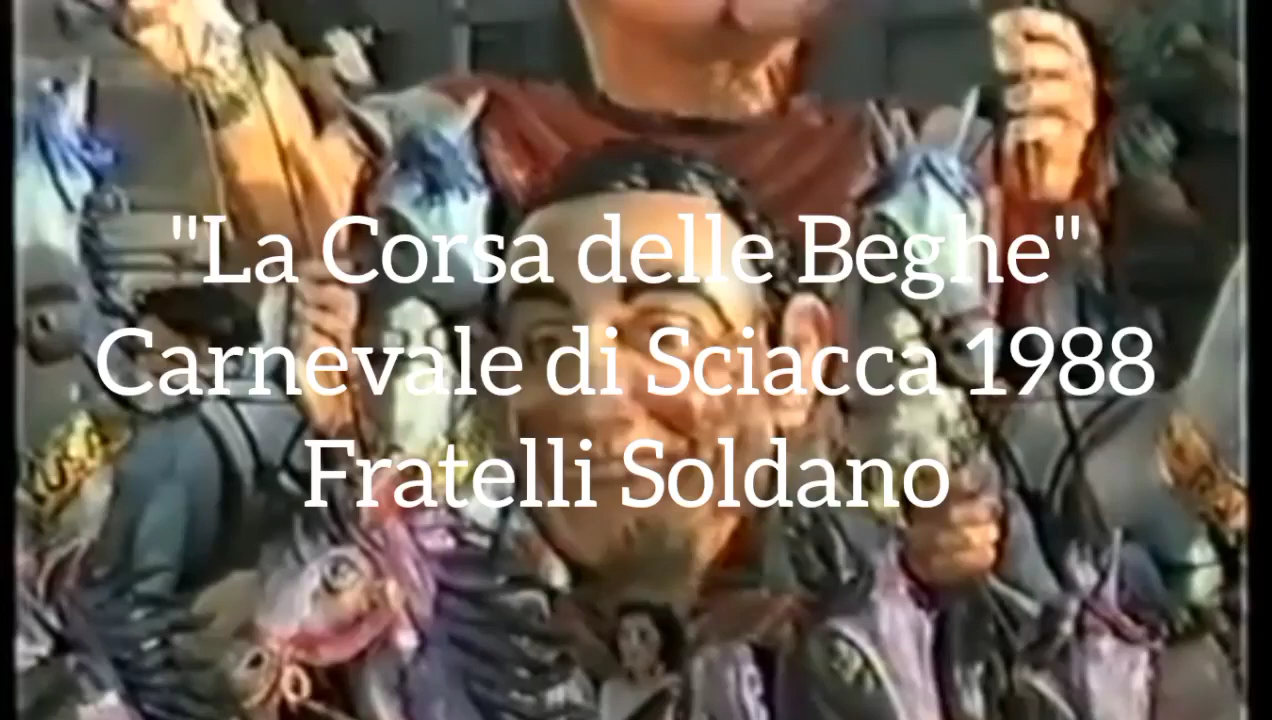 "La Corsa delle Beghe"
Carnevale di Sciacca 1988
Fratelli Soldano